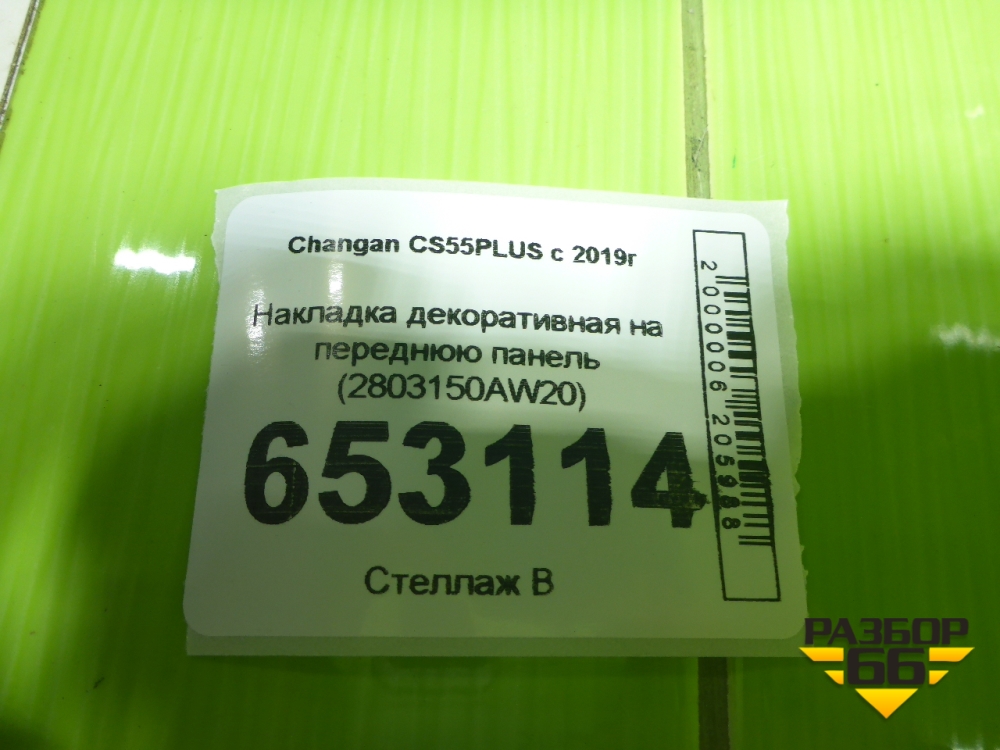 Changan CS55PLUS с 2019г
Накладка декоративная на
переднюю панель
(2803150AW20)
653114
Стеллаж В
2000006205988
РАЗБОР
66